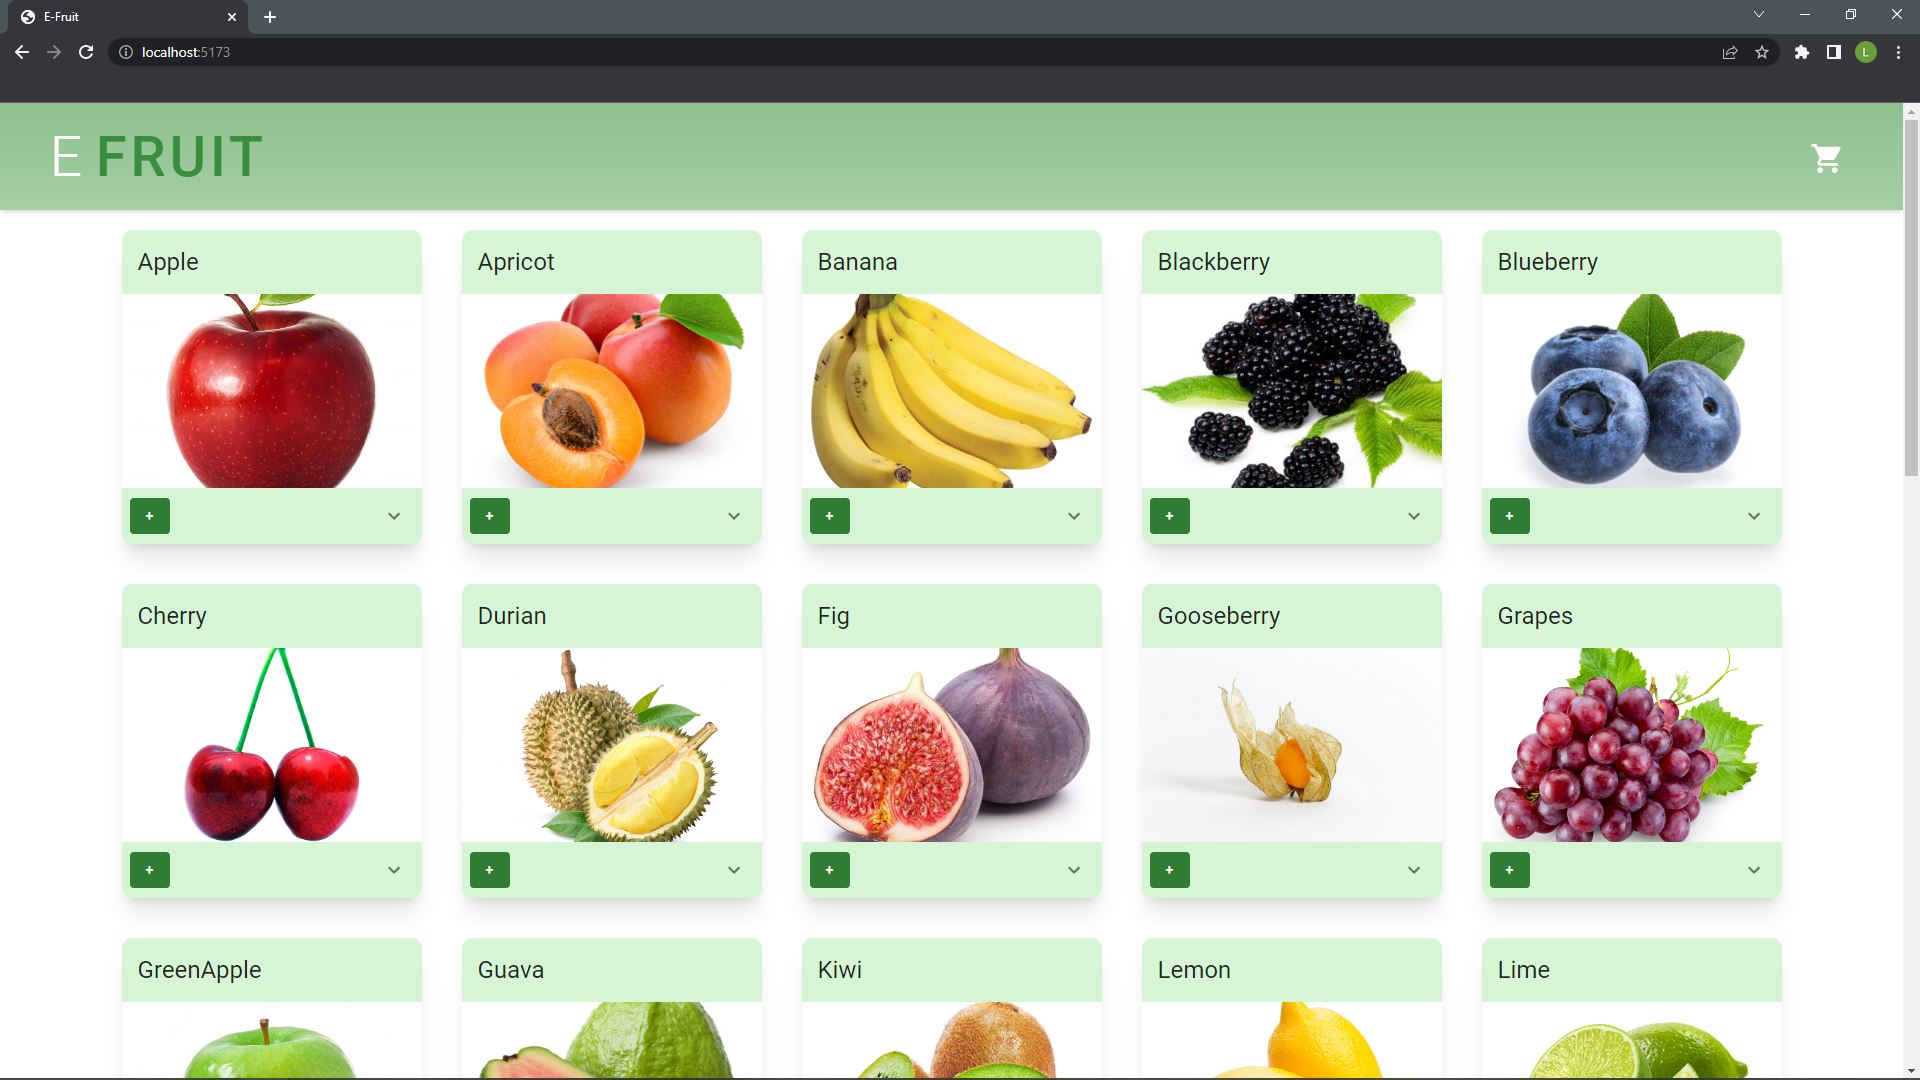 E-Fruit
localhost:5173
L
E FRUIT
Apple
Apricot
Banana
Blackberry
Blueberry
+
+
+
+
+
Cherry
Durian
Fig
Gooseberry
Grapes
+
+
+
+
+
GreenApple
Guava
Kiwi
Lemon
Lime